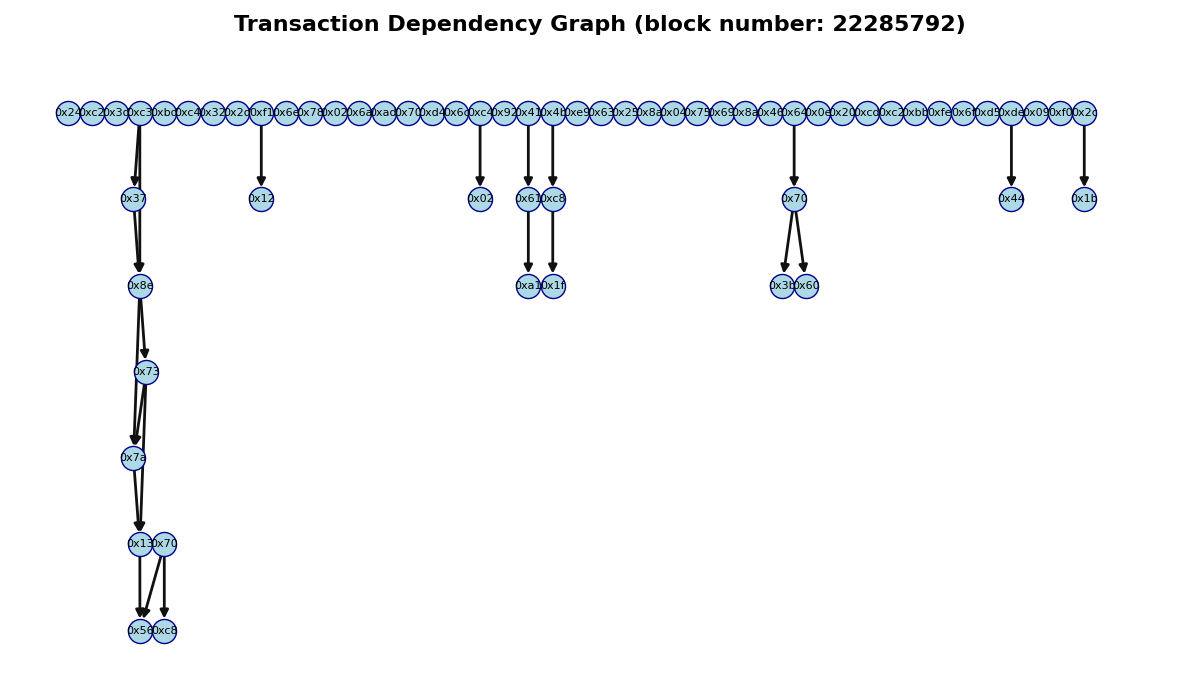 Transaction Dependency Graph (block number: 22285792)
0x24 0xc2 0x3d 0xc3 0xbc 0xc4 0x32 0x2d 0xf1 0x6e 0x78 0x02 0x6a 0xad 0x70 0xd4 0x6c 0xc4 0x92 0x41 0x4b 0xe9 0x63 0x25 0x8a 0x04 0x75 0x69 0x8a 0x46 0x64 0x0e 0x20 0xcd 0xc2 0xbb 0xfe 0x6f 0xd5 0xde 0x09 0xf0 0x2c
0x37 0x12 0x02 0x61 0xc8 0x70 0x44 0x1b
0x8e 0xa1 0x1f 0x3b 0x60
0x73
0x7a
0x13 0x70
0x56 0xc8